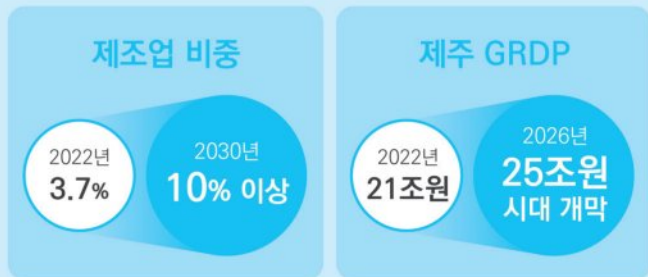 제조업 비중
2022년
3.7%
2030년
10% 이상
제주 GRDP
2022년
21조원
2026년
25조원
시대 개막